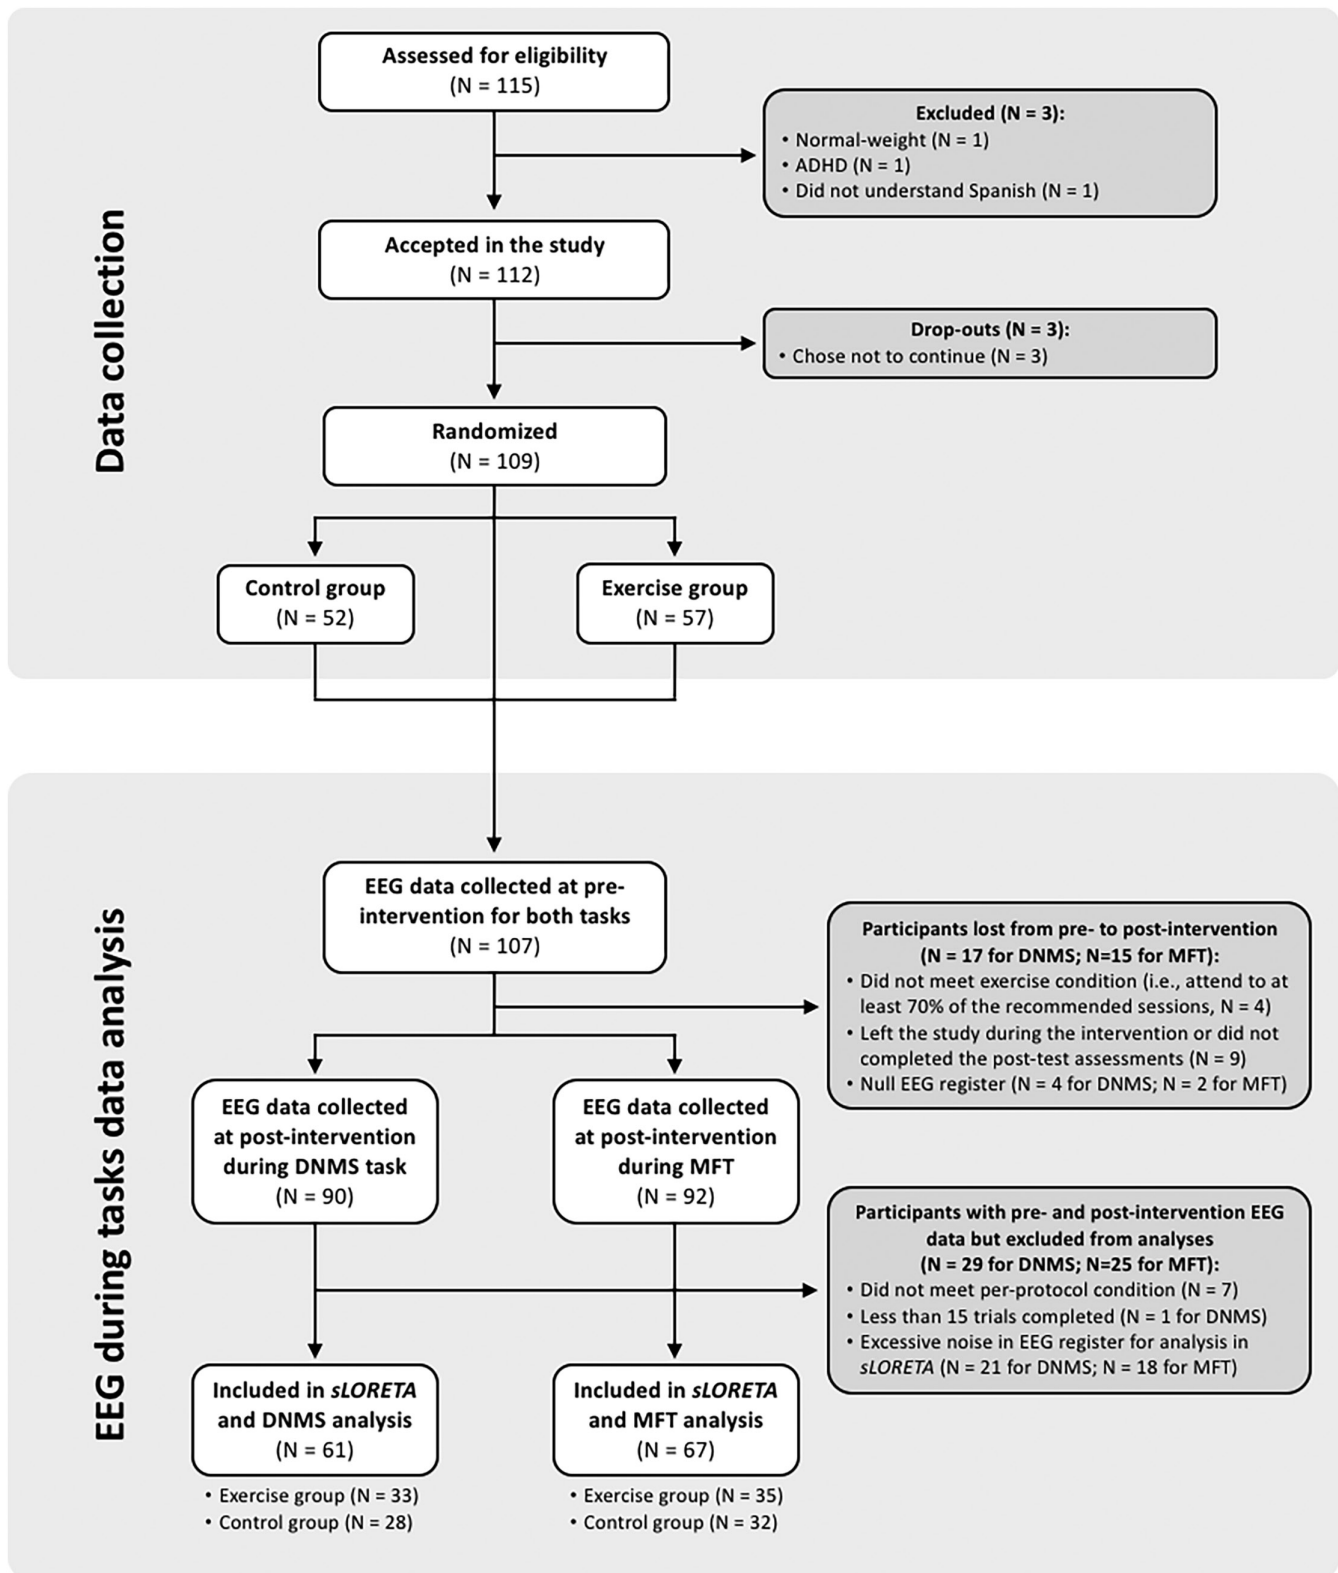 Data collection
Assessed for eligibility
(N = 115)
Excluded (N = 3):
• Normal-weight (N = 1)
• ADHD (N = 1)
• Did not understand Spanish (N = 1)
Accepted in the study
(N = 112)
Drop-outs (N = 3):
• Chose not to continue (N = 3)
Randomized
(N = 109)
Control group
(N = 52)
Exercise group
(N = 57)
EEG during tasks data analysis
EEG data collected at pre-
intervention for both tasks
(N = 107)
Participants lost from pre- to post-intervention
(N = 17 for DNMS; N=15 for MFT):
• Did not meet exercise condition (i.e., attend to at
least 70% of the recommended sessions, N = 4)
• Left the study during the intervention or did not
completed the post-test assessments (N = 9)
• Null EEG register (N = 4 for DNMS; N = 2 for MFT)
EEG data collected
at post-intervention
during DNMS task
(N = 90)
EEG data collected
at post-intervention
during MFT
(N = 92)
Participants with pre- and post-intervention EEG
data but excluded from analyses
(N = 29 for DNMS; N=25 for MFT):
• Did not meet per-protocol condition (N = 7)
• Less than 15 trials completed (N = 1 for DNMS)
• Excessive noise in EEG register for analysis in
sLORETA (N = 21 for DNMS; N = 18 for MFT)
Included in sLORETA
and DNMS analysis
(N = 61)
• Exercise group (N = 33)
• Control group (N = 28)
Included in sLORETA
and MFT analysis
(N = 67)
• Exercise group (N = 35)
• Control group (N = 32)